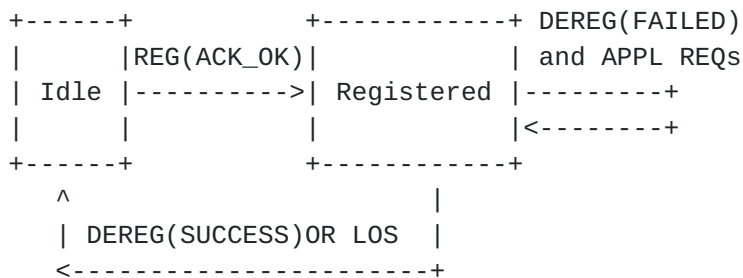 +------+            +------------+ DEREG(FAILED)
|      |REG(ACK_OK)|            | and APPL REQs
| Idle |---------->| Registered |---------+
|      |           |            |<--------+
+------+            +------------+
   ^                       |
   | DEREG(SUCCESS)OR LOS  |
   <-----------------------+